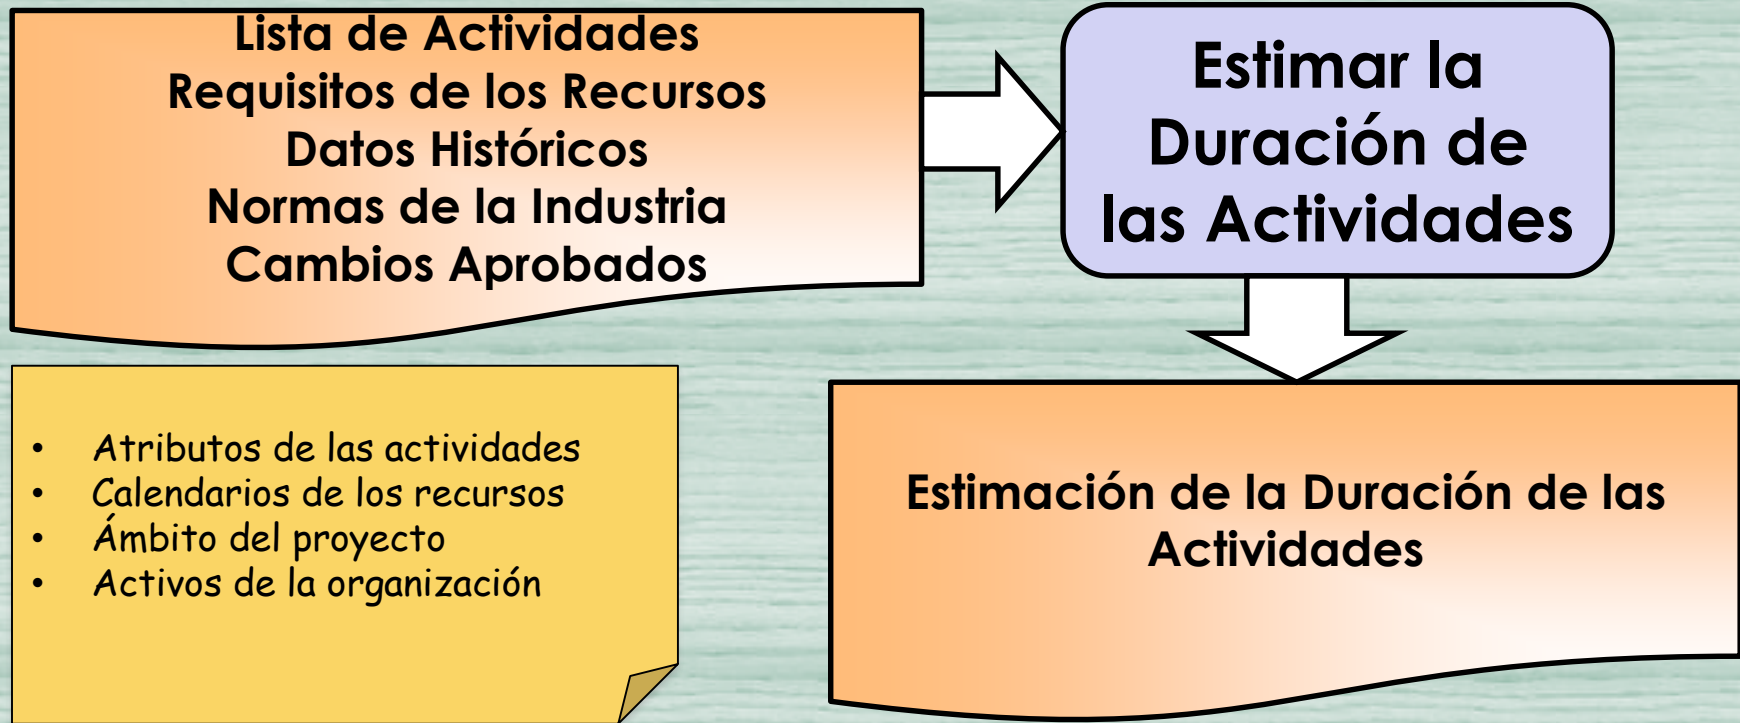 Lista de Actividades
Requisitos de los Recursos
Datos Históricos
Normas de la Industria
Cambios Aprobados
Estimar la
Duración de
las Actividades
• Atributos de las actividades
• Calendarios de los recursos
• Ámbito del proyecto
• Activos de la organización
Estimación de la Duración de las
Actividades